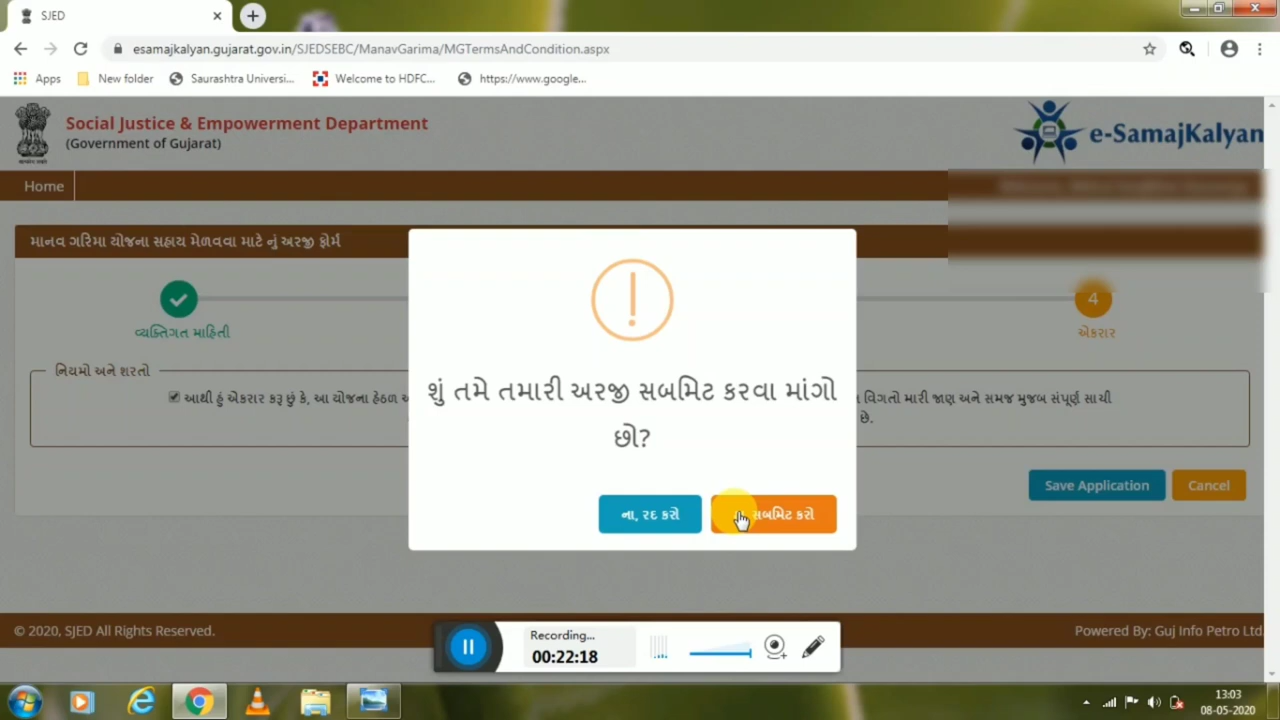 SJED
esamajkalyan.gujarat.gov.in/SJEDSEBC/ManavGarima/MGTermsAndCondition.aspx
Apps New folder Saurashtra Universi... Welcome to HDFC... https://www.google...
Social Justice & Empowerment Department
(Government of Gujarat)
e-SamajKalyan
Home
માનવ ગરિમા યોજના સહાય મેળવવા માટે નું અરજી ફોર્મ
4
વ્યક્તિગત માહિતી
એકરાર
નિયમો અને શરતો
આથી હું એકરાર કરૂ છું કે, આ યોજના હેઠળ
વિગતો મારી જાણ અને સમજ મુજબ સંપૂર્ણ સાચી
છે.
શું તમે તમારી અરજી સબમિટ કરવા માંગો
છો?
Save Application Cancel
ના, રદ કરો
સબમિટ કરો
© 2020, SJED All Rights Reserved.
Powered By: Guj Info Petro Ltd
Recording...
00:22:18
13:03
08-05-2020